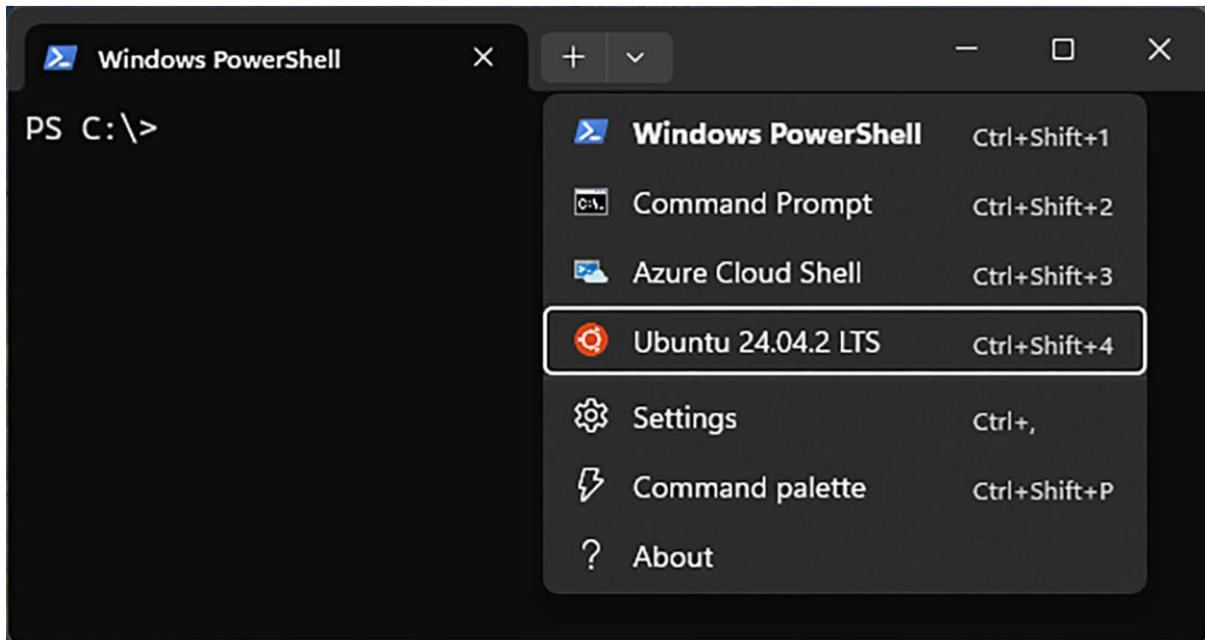 Windows PowerShell
PS C:\>
Windows PowerShell Ctrl+Shift+1
C:\.
Command Prompt Ctrl+Shift+2
Azure Cloud Shell Ctrl+Shift+3
Ubuntu 24.04.2 LTS Ctrl+Shift+4
Settings Ctrl+,
Command palette Ctrl+Shift+P
About